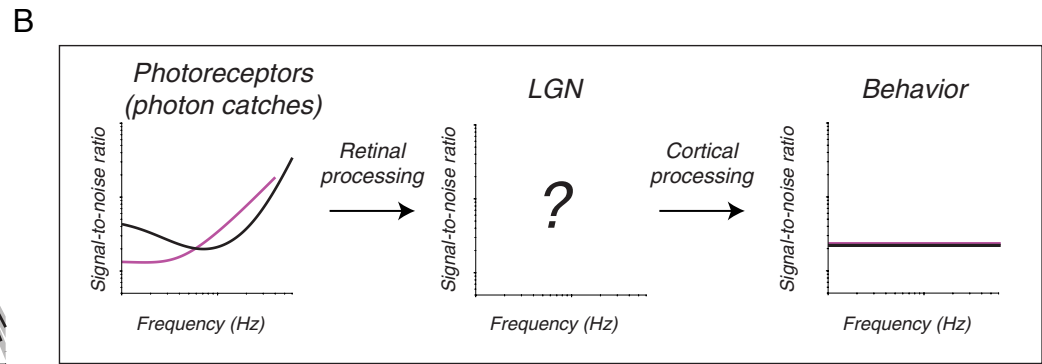 B
Photoreceptors
(photon catches)
LGN
Behavior
Signal-to-noise ratio
Retinal
processing
Signal-to-noise ratio
?
Cortical
processing
Signal-to-noise ratio
Frequency (Hz)
Frequency (Hz)
Frequency (Hz)